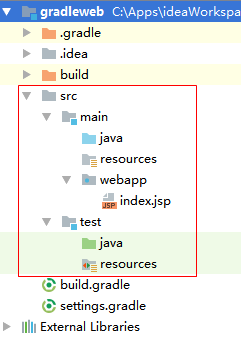 gradleweb C:\Apps\ideaWorkspa
.gradle
.idea
build
src
main
java
resources
webapp
JSP index.jsp
test
java
resources
build.gradle
settings.gradle
External Libraries